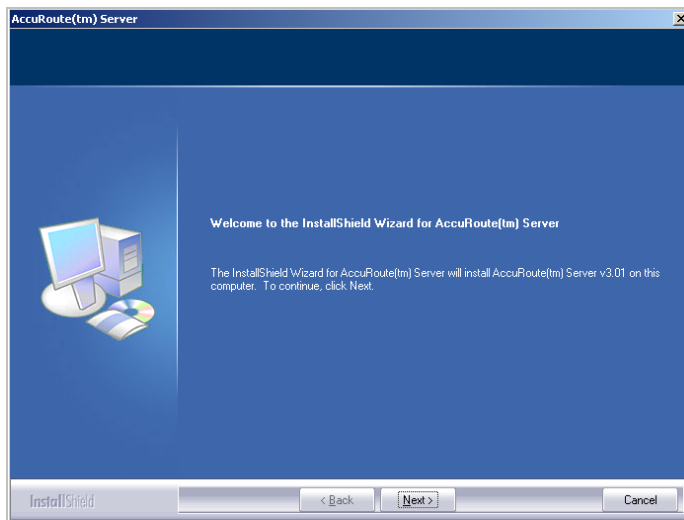 AccuRoute(tm) Server
Welcome to the InstallShield Wizard for AccuRoute(tm) Server
The InstallShield Wizard for AccuRoute(tm) Server will install AccuRoute(tm) Server v3.01 on this
computer. To continue, click Next.
InstallShield
< Back
Next >
Cancel